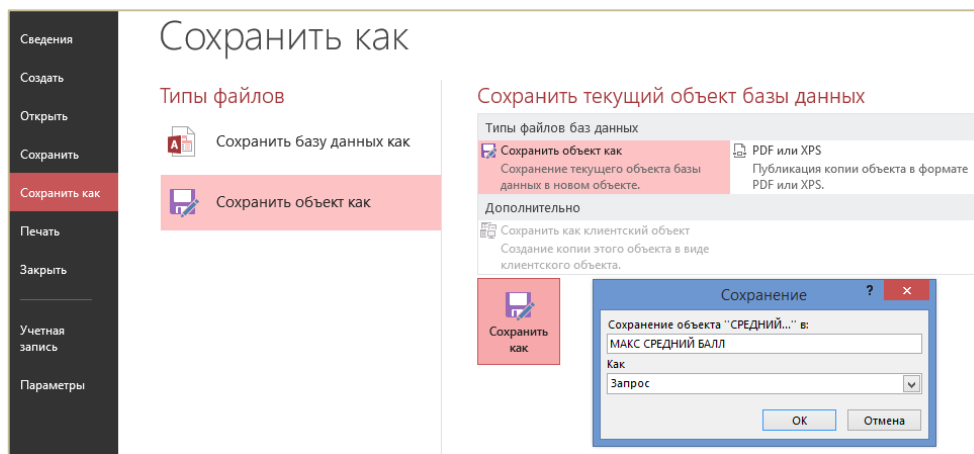 Сведения
Создать
Открыть
Сохранить
Сохранить как
Печать
Закрыть
Учетная
запись
Параметры
Сохранить как
Типы файлов
Сохранить базу данных как
Сохранить объект как
Сохранить текущий объект базы данных
Типы файлов баз данных
Сохранить объект как
Сохранение текущего объекта базы
данных в новом объекте.
PDF или XPS
Публикация копии объекта в формате
PDF или XPS.
Дополнительно
Сохранить как клиентский объект
Создание копии этого объекта в виде
клиентского объекта.
Сохранить
как
Сохранение
?
×
Сохранение объекта "СРЕДНИЙ..." в:
МАКС СРЕДНИЙ БАЛЛ
Как
Запрос
ОК
Отмена